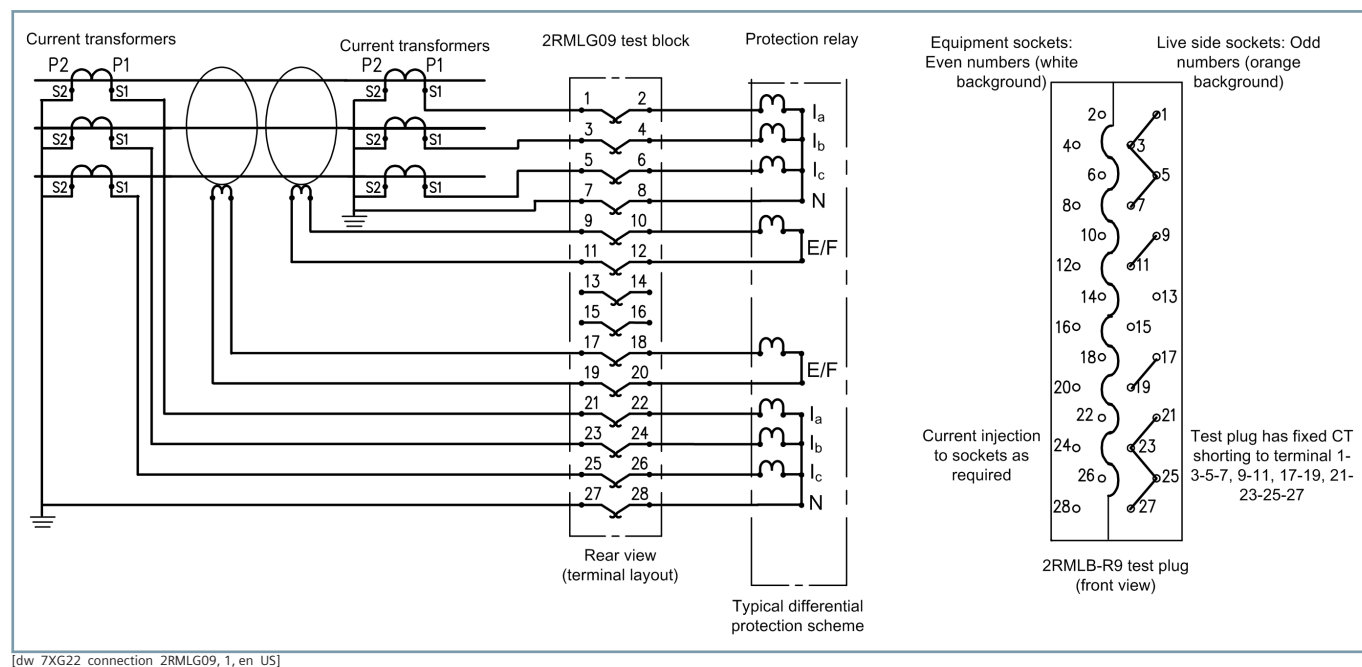 Current transformers
P2 P1
S2 S1
S2 S1
S2 S1
Current transformers
P2 P1
S2 S1
S2 S1
S2 S1
2RMLG09 test block
1 2
3 4
5 6
7 8
9 10
11 12
13 14
15 16
17 18
19 20
21 22
23 24
25 26
27 28
Rear view
(terminal layout)
Protection relay
Ia
Ib
Ic
N
E/F
E/F
Ia
Ib
Ic
N
Typical differential
protection scheme
Equipment sockets:
Even numbers (white
background)
Live side sockets: Odd
numbers (orange
background)
2 1
4 3
6 5
8 7
10 9
12 11
14 13
16 15
18 17
20 19
22 21
24 23
26 25
28 27
Current injection
to sockets as
required
Test plug has fixed CT
shorting to terminal 1-
3-5-7, 9-11, 17-19, 21-
23-25-27
2RMLB-R9 test plug
(front view)
[dw_7XG22_connection_2RMLG09, 1, en_US]